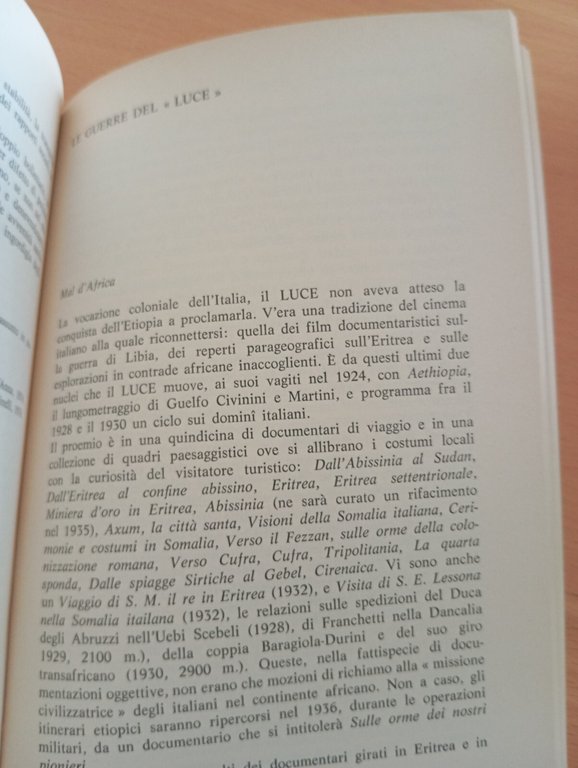 stabilità, la
dei rapporti
LE GUERRE DEL « LUCE »
Mal d'Africa
La vocazione coloniale dell'Italia, il LUCE non aveva atteso la
conquista dell'Etiopia a proclamarla. V'era una tradizione del cinema
italiano alla quale riconnettersi: quella dei film documentaristici sul-
la guerra di Libia, dei reperti parageografici sull'Eritrea e sulle
esplorazioni in contrade africane inaccoglienti. È da questi ultimi due
nuclei che il LUCE muove, ai suoi vagiti nel 1924, con Aethiopia,
il lungometraggio di Guelfo Civinini e Martini, e programma fra il
1928 e il 1930 un ciclo sui dominî italiani.
Il proemio è in una quindicina di documentari di viaggio e in una
collezione di quadri paesaggistici ove si allibrano i costumi locali
con la curiosità del visitatore turistico: Dall'Abissinia al Sudan,
Dall'Eritrea al confine abissino, Eritrea, Eritrea settentrionale,
Miniera d'oro in Eritrea, Abissinia (ne sarà curato un rifacimento
nel 1935), Axum, la città santa, Visioni della Somalia italiana, Ceri-
monie e costumi in Somalia, Verso il Fezzan, sulle orme della colo-
nizzazione romana, Verso Cufra, Cufra, Tripolitania, La quarta
sponda, Dalle spiagge Sirtiche al Gebel, Cirenaica. Vi sono anche
un Viaggio di S. M. il re in Eritrea (1932), e Visita di S. E. Lessona
nella Somalia itailana (1932), le relazioni sulle spedizioni del Duca
degli Abruzzi nell'Uebi Scebeli (1928), di Franchetti nella Dancalia
1929, 2100 m.), della coppia Baragiola-Durini e del suo giro
transafricano (1930, 2900 m.). Queste, nella fattispecie di docu-
mentazioni oggettive, non erano che mozioni di richiamo alla « missione
civilizzatrice » degli italiani nel continente africano. Non a caso, gli
itinerari etiopici saranno ripercorsi nel 1936, durante le operazioni
militari, da un documentario che si intitolerà Sulle orme dei nostri
pionieri.
dei documentari girati in Eritrea e in